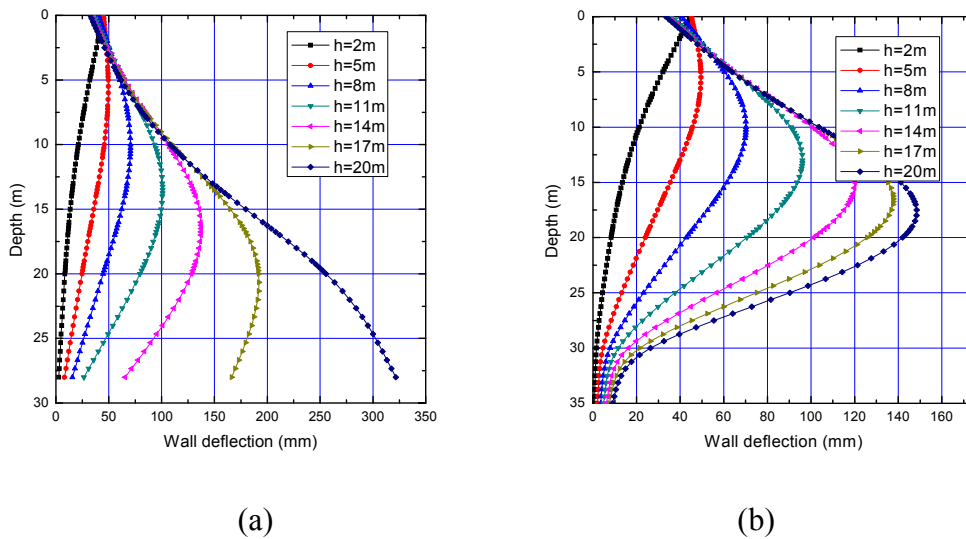 0 5 10 15 20 25 30
Depth (m)
0 50 100 150 200 250 300 350
Wall deflection (mm)
h=2m
h=5m
h=8m
h=11m
h=14m
h=17m
h=20m
(a)
0 5 10 15 20 25 30 35
Depth (m)
0 20 40 60 80 100 120 140 160
Wall deflection (mm)
h=2m
h=5m
h=8m
h=11m
h=14m
h=17m
h=20m
(b)